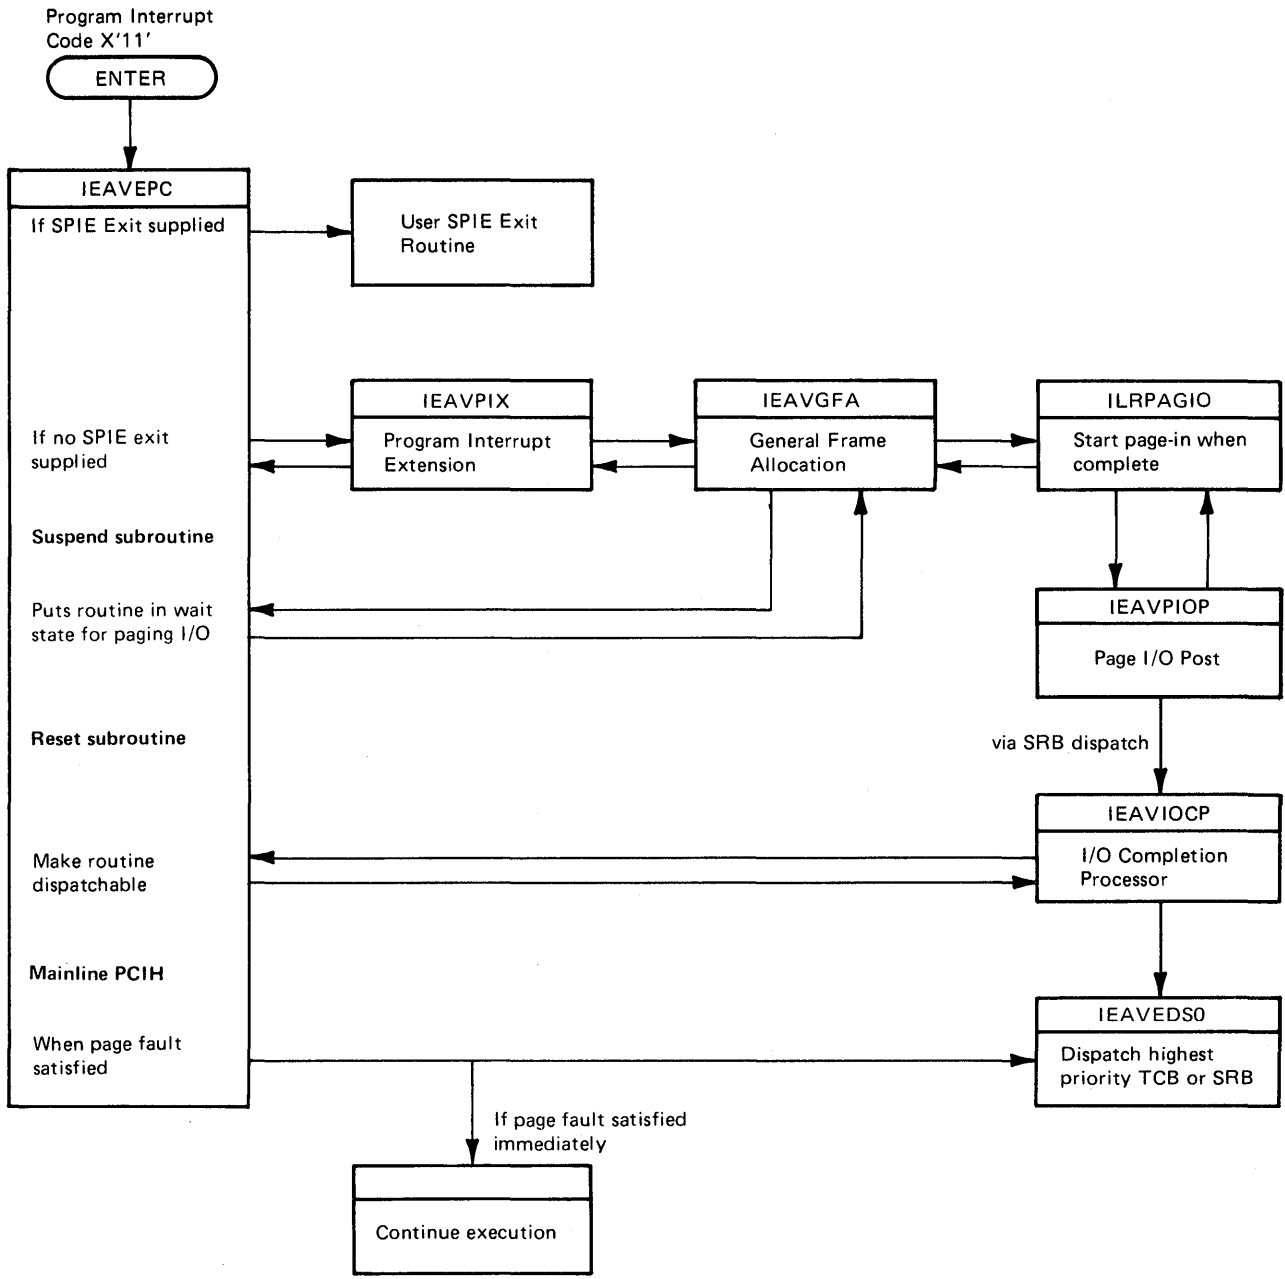 Program Interrupt
Code X'11'
ENTER
IEAVEPC
If SPIE Exit supplied
User SPIE Exit
Routine
If no SPIE exit
supplied
IEAVPIX
Program Interrupt
Extension
IEAVGFA
General Frame
Allocation
ILRPAGIO
Start page-in when
complete
Suspend subroutine
Puts routine in wait
state for paging I/O
IEAVPIOP
Page I/O Post
Reset subroutine
via SRB dispatch
Make routine
dispatchable
IEAVIOCP
I/O Completion
Processor
Mainline PCIH
When page fault
satisfied
IEAVEDS0
Dispatch highest
priority TCB or SRB
If page fault satisfied
immediately
Continue execution